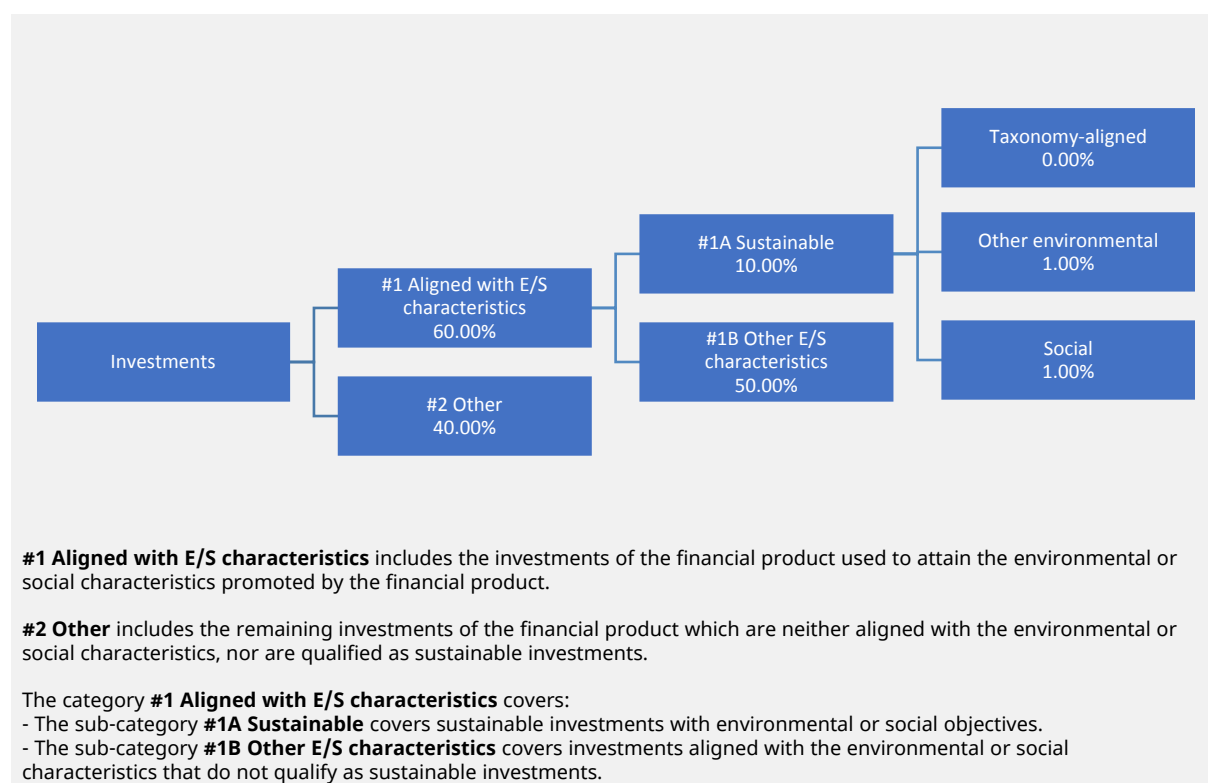 Investments
#1 Aligned with E/S
characteristics
60.00%
#2 Other
40.00%
#1A Sustainable
10.00%
#1B Other E/S
characteristics
50.00%
Taxonomy-aligned
0.00%
Other environmental
1.00%
Social
1.00%
#1 Aligned with E/S characteristics includes the investments of the financial product used to attain the environmental or
social characteristics promoted by the financial product.
#2 Other includes the remaining investments of the financial product which are neither aligned with the environmental or
social characteristics, nor are qualified as sustainable investments.
The category #1 Aligned with E/S characteristics covers:
- The sub-category #1A Sustainable covers sustainable investments with environmental or social objectives.
- The sub-category #1B Other E/S characteristics covers investments aligned with the environmental or social
characteristics that do not qualify as sustainable investments.